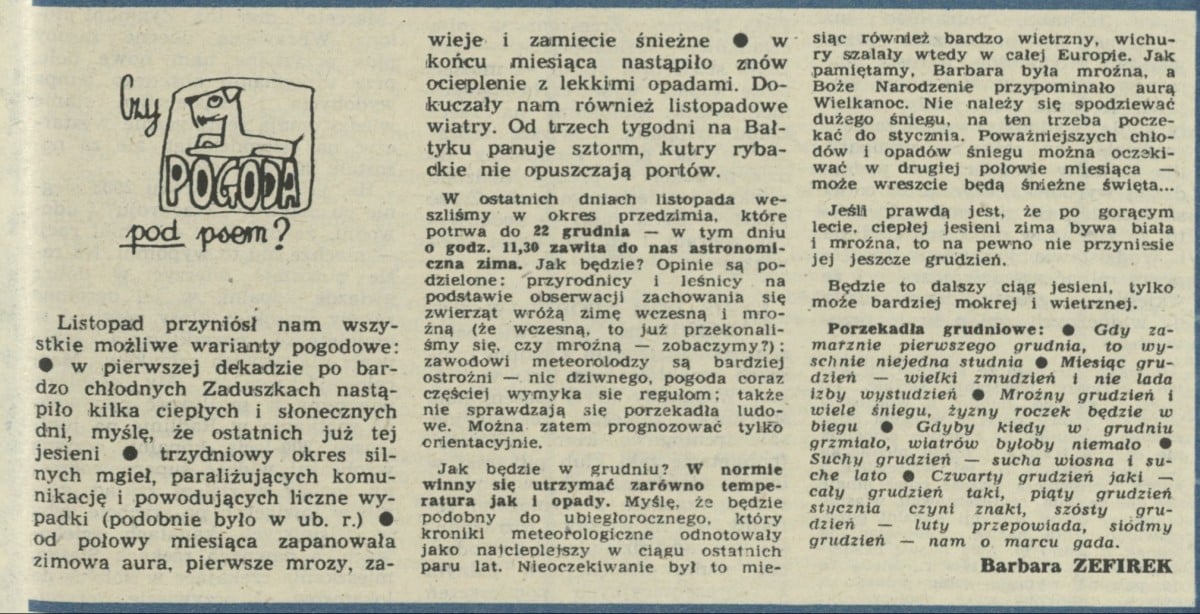 Czy
POGODA
pod psem?
Listopad przyniósł nam wszy-
stkie możliwe warianty pogodowe:
● w pierwszej dekadzie po bar-
dzo chłodnych Zaduszkach nastą-
piło kilka ciepłych i słonecznych
dni, myślę, że ostatnich już tej
jesieni ● trzydniowy okres sil-
nych mgieł, paraliżujących komu-
nikację i powodujących liczne wy-
padki (podobnie było w ub. r.) ●
od połowy miesiąca zapanowała
zimowa aura, pierwsze mrozy, za-
wieje i zamiecie śnieżne ● w
końcu miesiąca nastąpiło znów
ocieplenie z lekkimi opadami. Do-
kuczały nam również listopadowe
wiatry. Od trzech tygodni na Bał-
tyku panuje sztorm, kutry ryba-
ckie nie opuszczają portów.
W ostatnich dniach listopada we-
szliśmy w okres przedzimia, które
potrwa do 22 grudnia — w tym dniu
o godz. 11,30 zawita do nas astronomi-
czna zima. Jak będzie? Opinie są po-
dzielone: przyrodnicy i leśnicy na
podstawie obserwacji zachowania się
zwierząt wróżą zimę wczesną i mro-
źną (że wczesną, to już przekonali-
śmy się, czy mroźną — zobaczymy?);
zawodowi meteorolodzy są bardziej
ostrożni — nic dziwnego, pogoda coraz
częściej wymyka sie regułom; także
nie sprawdzają się porzekadła ludo-
we. Można zatem prognozować tylko
orientacyjnie.
Jak będzie w grudniu? W normie
winny się utrzymać zarówno tempe-
ratura jak i opady. Myślę, że będzie
podobny do ubiegłorocznego, który
kroniki meteorologiczne odnotowały
jako najcieplejszy w ciągu ostatnich
paru lat. Nieoczekiwanie był to mie-
siąc również bardzo wietrzny, wichu-
ry szalały wtedy w całej Europie. Jak
pamiętamy, Barbara była mroźna, a
Boże Narodzenie przypominało aurą
Wielkanoc. Nie należy się spodziewać
dużego śniegu, na ten trzeba pocze-
kać do stycznia. Poważniejszych chło-
dów i opadów śniegu można oczeki-
wać w drugiej połowie miesiąca —
może wreszcie będą śnieżne święta...
Jeśli prawdą jest, że po gorącym
lecie, ciepłej jesieni zima bywa biała
i mroźna, to na pewno nie przyniesie
jej jeszcze grudzień.
Będzie to dalszy ciąg jesieni, tylko
może bardziej mokrej i wietrznej.
Porzekadła grudniowe: ● Gdy za-
marznie pierwszego grudnia, to wy-
schnie niejedna studnia ● Miesiąc gru-
dzień — wielki zmudzień i nie lada
izby wystudzień ● Mroźny grudzień i
wiele śniegu, żyzny roczek będzie w
biegu ● Gdyby kiedy w grudniu
grzmiało, wiatrów byłoby niemało ●
Suchy grudzień — sucha wiosna i su-
che lato ● Czwarty grudzień jaki —
cały grudzień taki, piąty grudzień
stycznia czyni znaki, szósty gru-
dzień — luty przepowiada, siódmy
grudzień — nam o marcu gada.
Barbara ZEFIREK